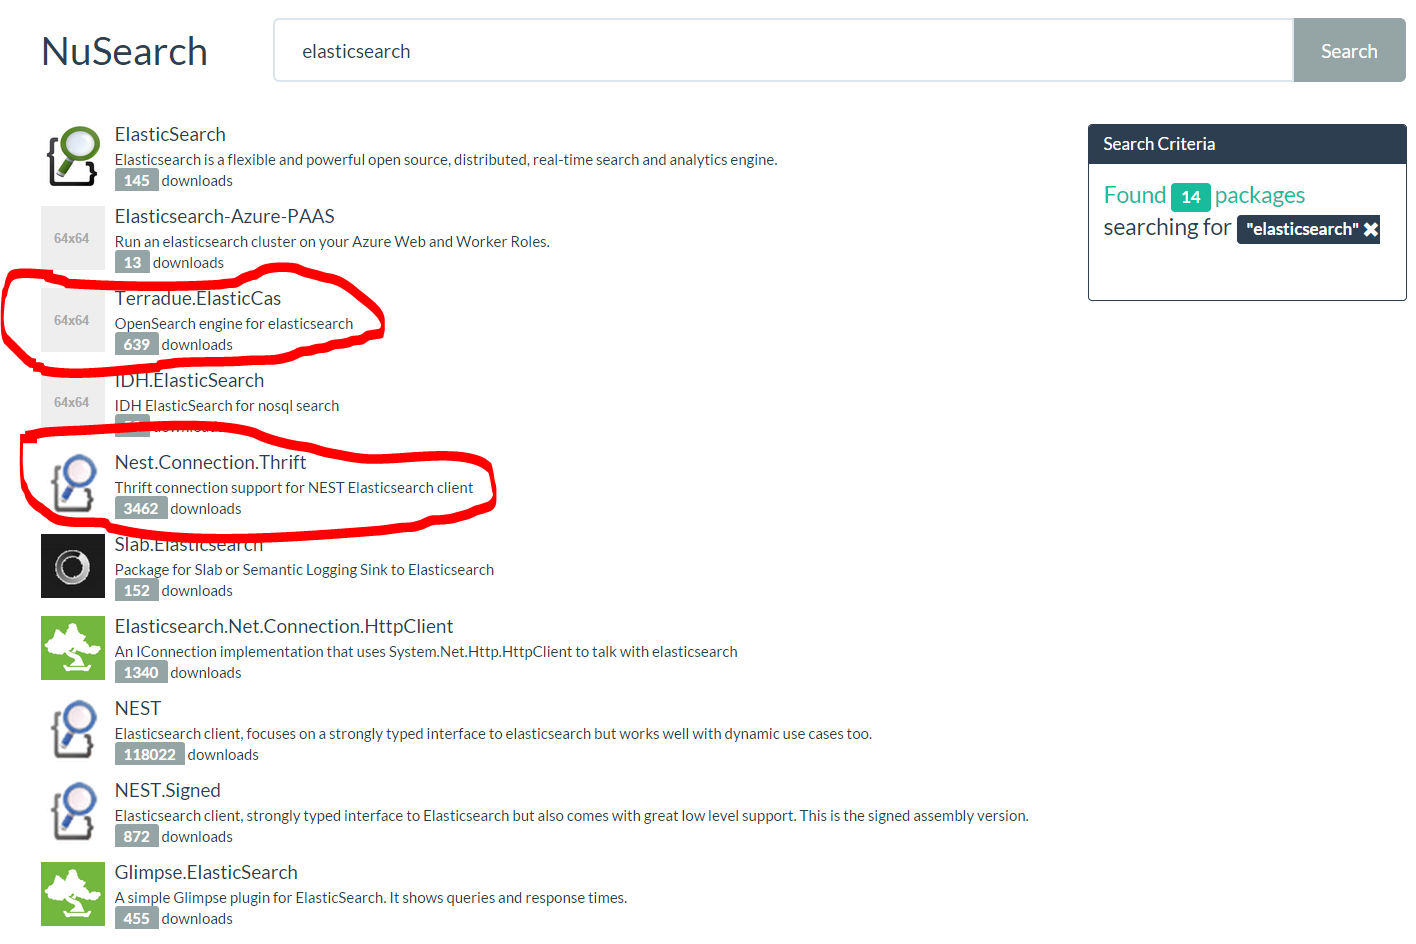 NuSearch
elasticsearch
Search
ElasticSearch
Elasticsearch is a flexible and powerful open source, distributed, real-time search and analytics engine.
145 downloads
64x64
Elasticsearch-Azure-PAAS
Run an elasticsearch cluster on your Azure Web and Worker Roles.
13 downloads
64x64
Terradue.ElasticCas
OpenSearch engine for elasticsearch
639 downloads
64x64
IDH.ElasticSearch
IDH ElasticSearch for nosql search
downloads
Nest.Connection.Thrift
Thrift connection support for NEST Elasticsearch client
3462 downloads
Slab.Elasticsearch
Package for Slab or Semantic Logging Sink to Elasticsearch
152 downloads
Elasticsearch.Net.Connection.HttpClient
An IConnection implementation that uses System.Net.Http.HttpClient to talk with elasticsearch
1340 downloads
NEST
Elasticsearch client, focuses on a strongly typed interface to elasticsearch but works well with dynamic use cases too.
118022 downloads
NEST.Signed
Elasticsearch client, strongly typed interface to Elasticsearch but also comes with great low level support. This is the signed assembly version.
872 downloads
Glimpse.ElasticSearch
A simple Glimpse plugin for ElasticSearch. It shows queries and response times.
455 downloads
Search Criteria
Found 14 packages
searching for "elasticsearch" ✖